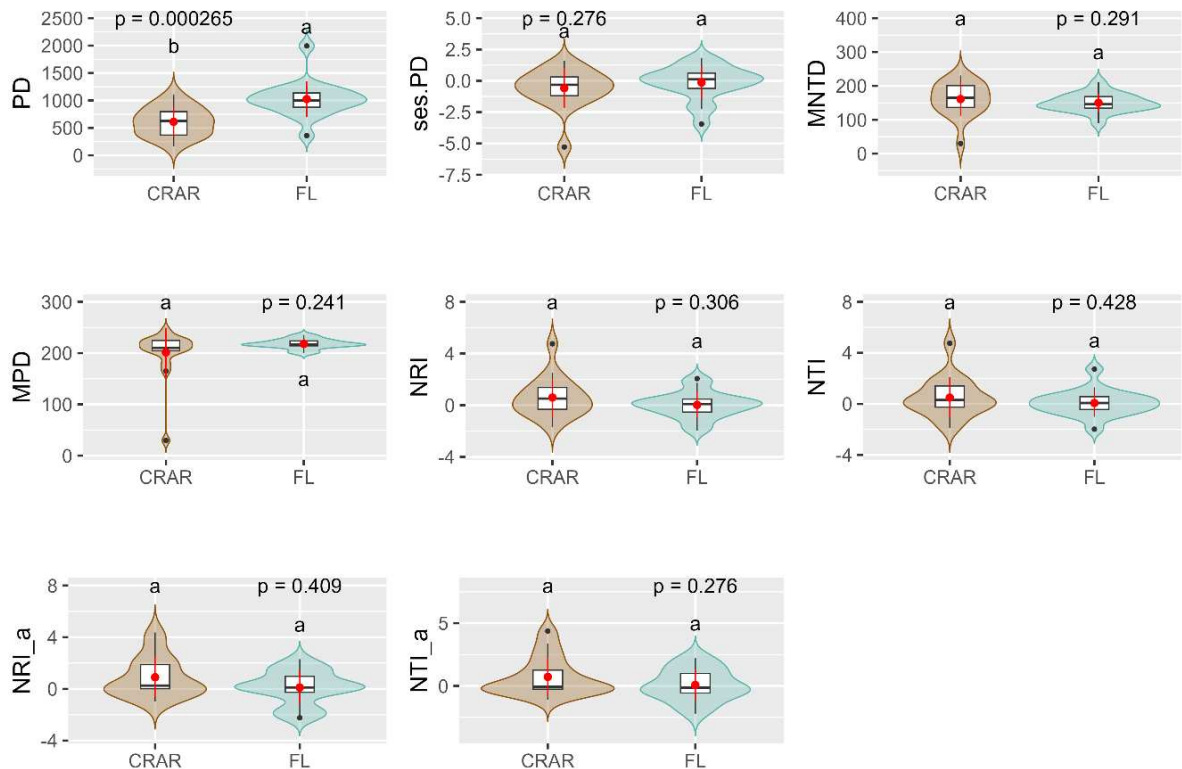 p = 0.000265
a
b
2500
2000
1500
1000
500
0
PD
CRAR FL
p = 0.276
a
a
5.0
2.5
0.0
-2.5
-5.0
-7.5
ses.PD
CRAR FL
a
p = 0.291
a
400
300
200
100
0
MNTD
CRAR FL
a
p = 0.241
a
300
200
100
0
MPD
CRAR FL
a
p = 0.306
a
8
4
0
-4
NRI
CRAR FL
a
p = 0.428
a
8
4
0
-4
NTI
CRAR FL
a
p = 0.409
a
8
4
0
-4
NRI_a
CRAR FL
a
p = 0.276
a
5
0
NTI_a
CRAR FL